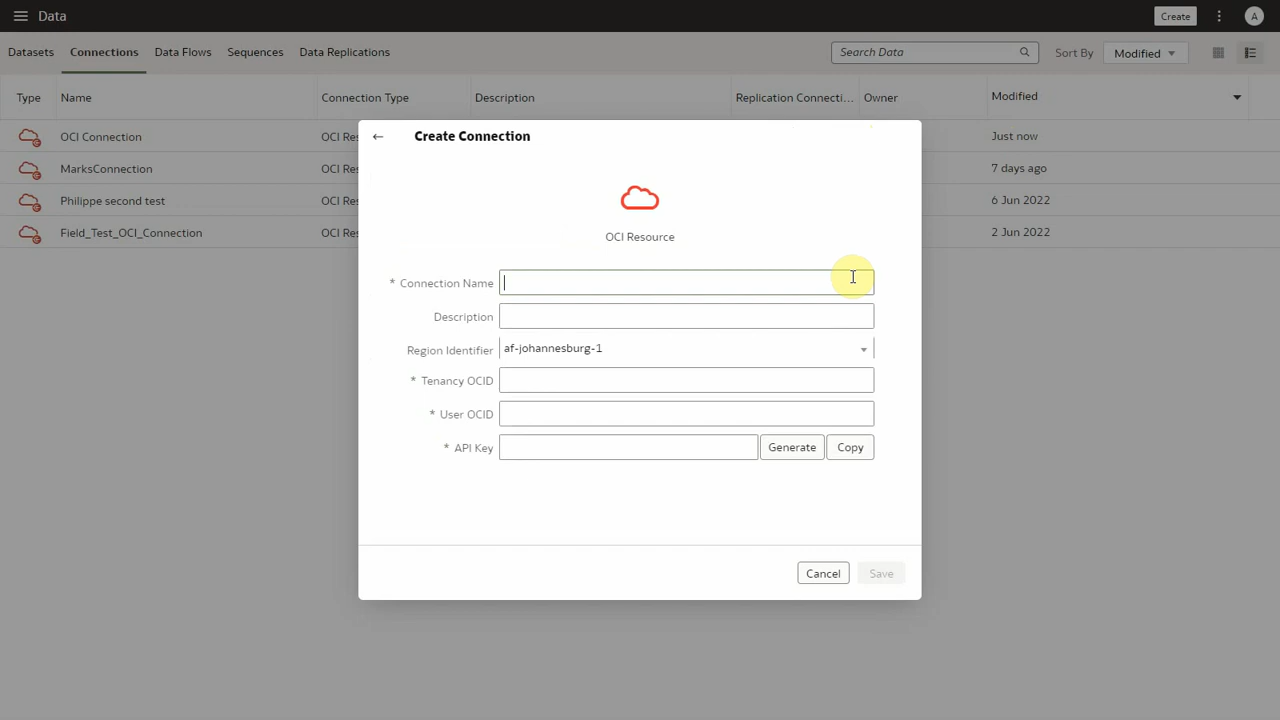 Data Create A
Datasets Connections Data Flows Sequences Data Replications Search Data Sort By Modified
Type Name Connection Type Description Replication Connecti... Owner Modified
OCI Connection OCI Res Just now
MarksConnection OCI Res 7 days ago
Philippe second test OCI Res 6 Jun 2022
Field_Test_OCI_Connection OCI Res 2 Jun 2022
Create Connection
OCI Resource
* Connection Name
Description
Region Identifier af-johannesburg-1
* Tenancy OCID
* User OCID
* API Key Generate Copy
Cancel Save